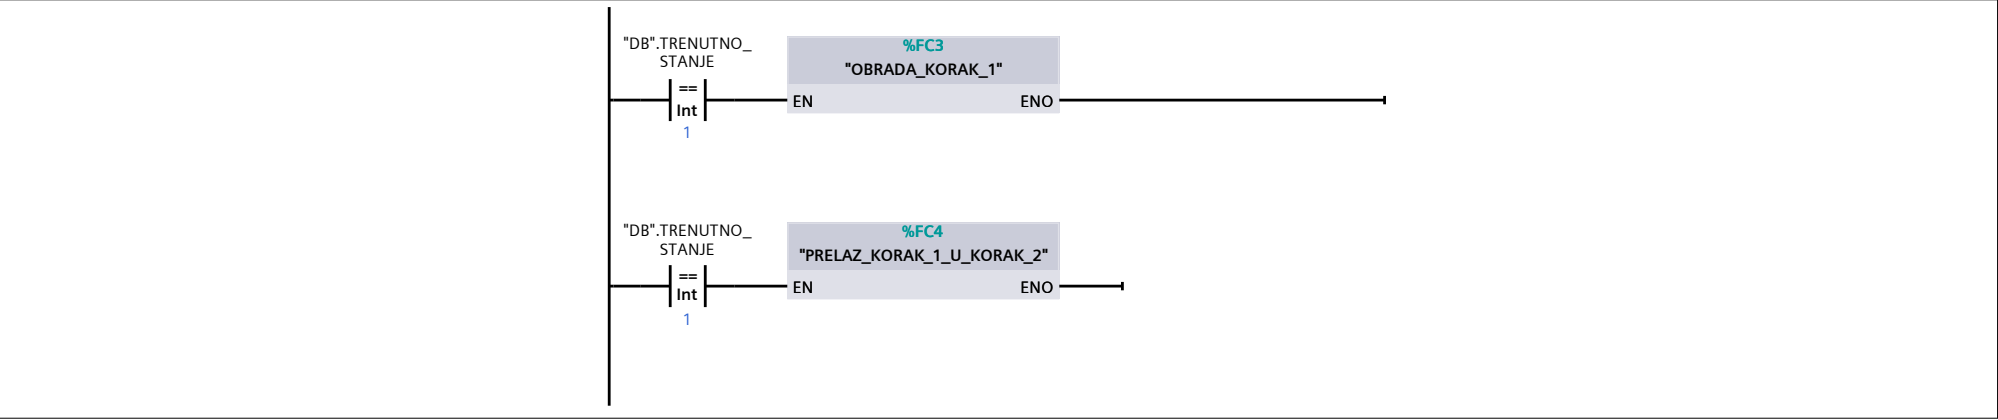 "DB".TRENUTNO_
STANJE
%FC3
"OBRADA_KORAK_1"
==
Int
EN
ENO
1
"DB".TRENUTNO_
STANJE
%FC4
"PRELAZ_KORAK_1_U_KORAK_2"
==
Int
EN
ENO
1